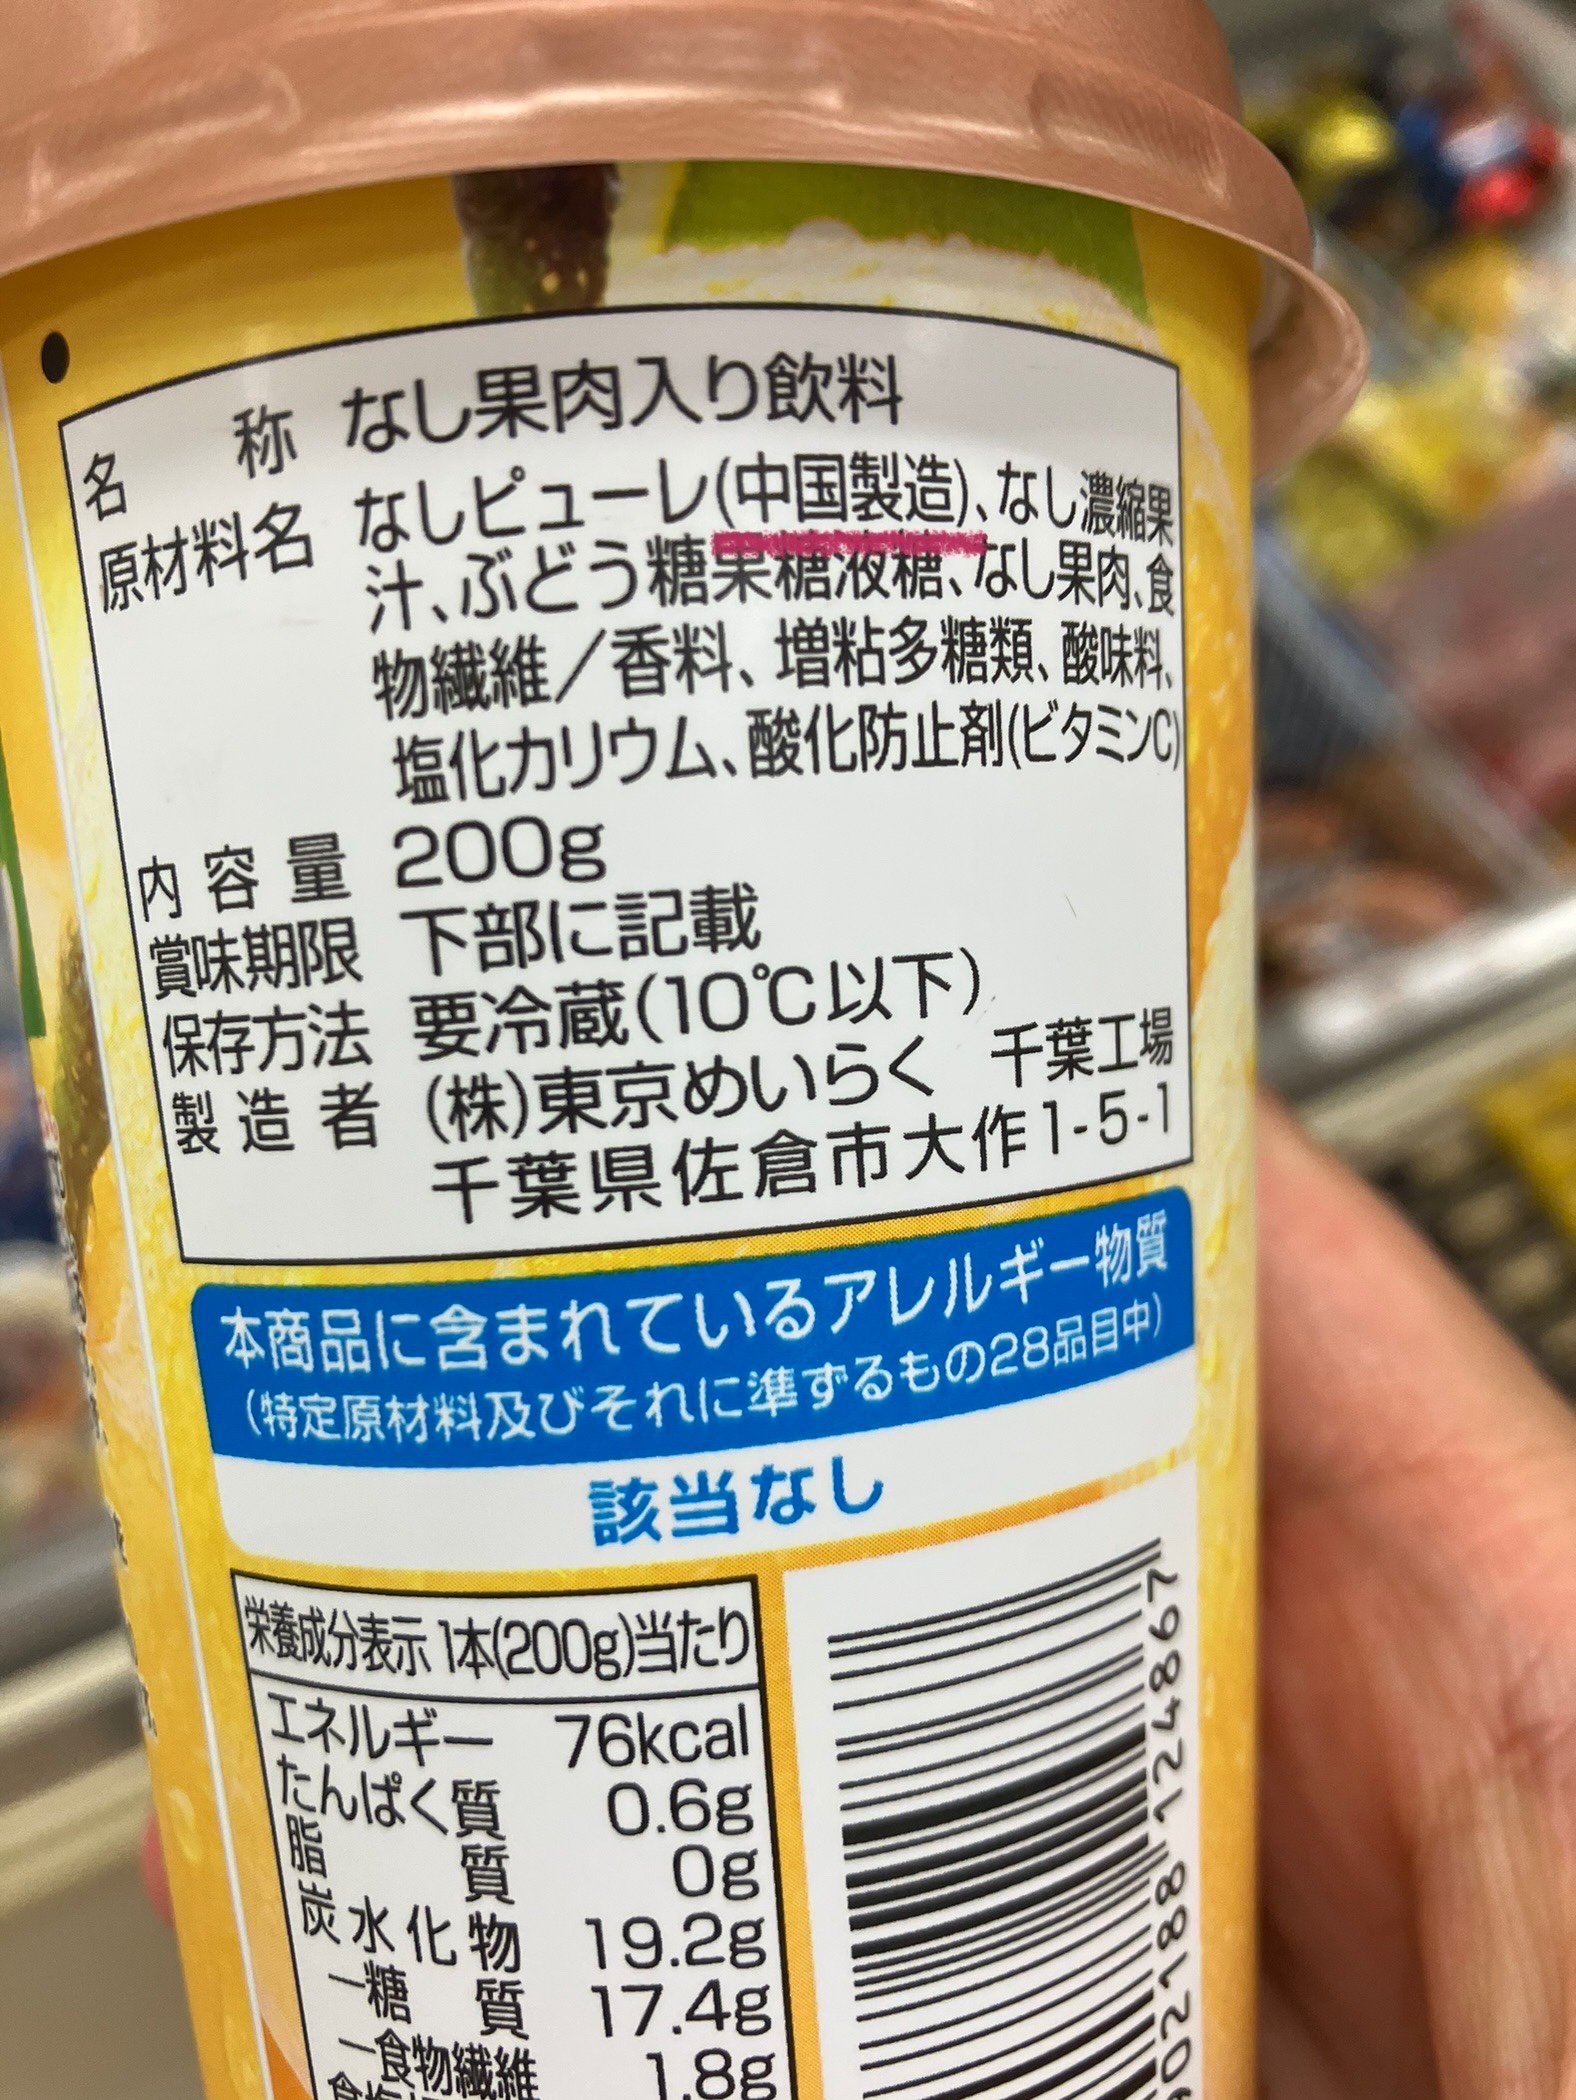 名称 なし果肉入り飲料
原材料名 なしピューレ(中国製造)、なし濃縮果
汁、ぶどう糖果糖液糖、なし果肉、食
物繊維／香料、増粘多糖類、酸味料、
塩化カリウム、酸化防止剤(ビタミンC)
内容量 200g
賞味期限 下部に記載
保存方法 要冷蔵(10℃以下)
製造者 (株)東京めいらく 千葉工場
千葉県佐倉市大作1-5-1
本商品に含まれているアレルギー物質
(特定原材料及びそれに準ずるもの28品目中)
該当なし
栄養成分表示 1本(200g)当たり
エネルギー 76kcal
たんぱく質 0.6g
脂質 0g
炭水化物 19.2g
－糖質 17.4g
－食物繊維 1.8g
902188 124867